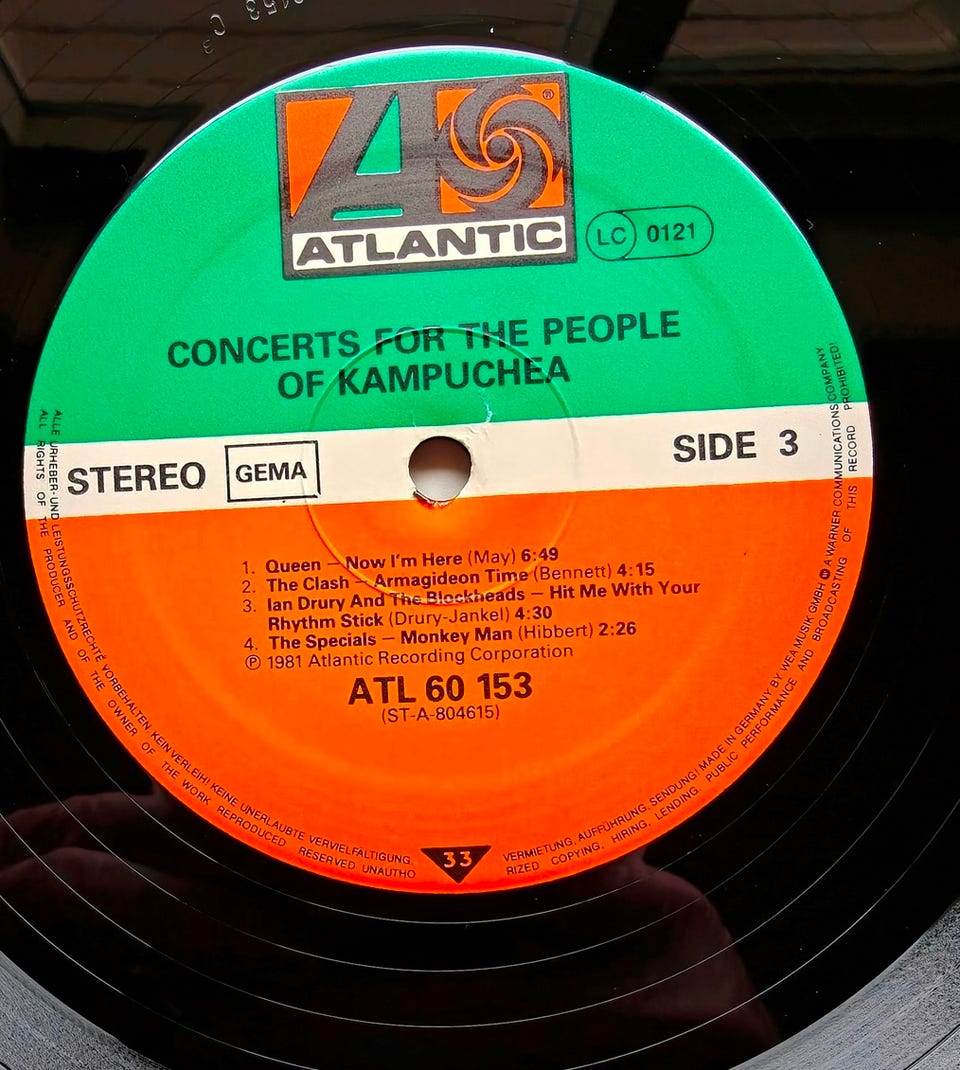 ATLANTIC
®
LC 0121
CONCERTS FOR THE PEOPLE
OF KAMPUCHEA
STEREO GEMA
SIDE 3
1. Queen – Now I'm Here (May) 6:49
2. The Clash – Armagideon Time (Bennett) 4:15
3. Ian Drury And The Blockheads – Hit Me With Your
Rhythm Stick (Drury-Jankel) 4:30
4. The Specials – Monkey Man (Hibbert) 2:26
℗ 1981 Atlantic Recording Corporation
ATL 60 153
(ST-A-804615)
33
ALLE URHEBER-UND LEISTUNGSSCHUTZRECHTE VORBEHALTEN. KEIN VERLEIH! KEINE UNERLAUBTE VERVIELFÄLTIGUNG, VERMIETUNG, AUFFÜHRUNG, SENDUNG! MADE IN GERMANY BY WEA MUSIK GMBH A WARNER COMMUNICATIONS COMPANY
ALL RIGHTS OF THE PRODUCER AND OF THE OWNER OF THE WORK REPRODUCED RESERVED UNAUTHO RIZED COPYING, HIRING, LENDING PUBLIC PERFORMANCE AND BROADCASTING OF THIS RECORD PROHIBITED!